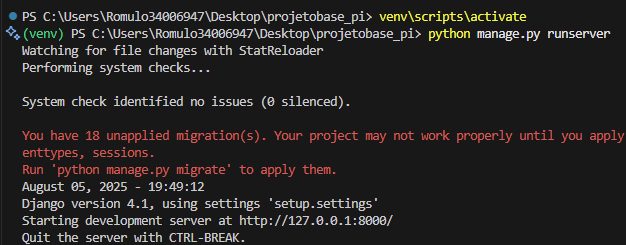 PS C:\Users\Romulo34006947\Desktop\projetobase_pi> venv\scripts\activate
(venv) PS C:\Users\Romulo34006947\Desktop\projetobase_pi> python manage.py runserver
Watching for file changes with StatReloader
Performing system checks...
System check identified no issues (0 silenced).
You have 18 unapplied migration(s). Your project may not work properly until you apply
enttypes, sessions.
Run 'python manage.py migrate' to apply them.
August 05, 2025 - 19:49:12
Django version 4.1, using settings 'setup.settings'
Starting development server at http://127.0.0.1:8000/
Quit the server with CTRL-BREAK.